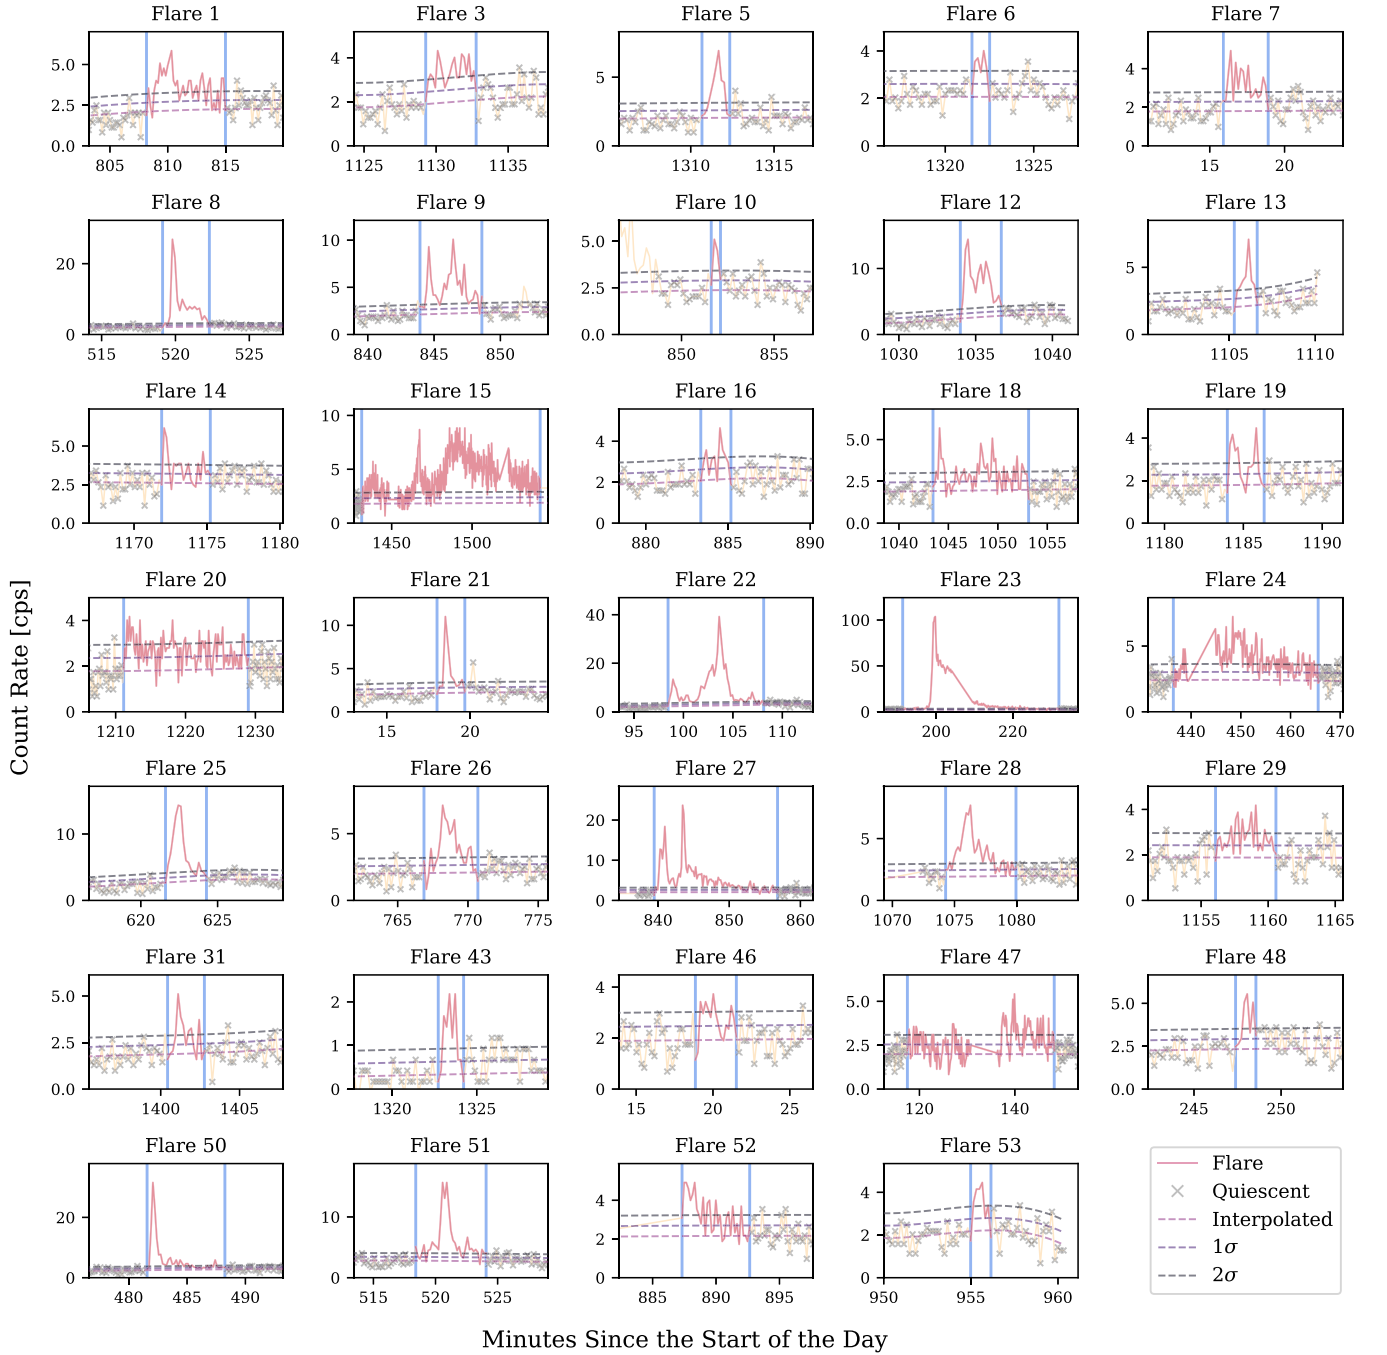 Flare 1
Flare 3
Flare 5
Flare 6
Flare 7
5.0
2.5
0.0
805 810 815
4
2
0
1125 1130 1135
5
0
1310 1315
4
2
0
1320 1325
4
2
0
15 20
Flare 8
Flare 9
Flare 10
Flare 12
Flare 13
20
0
515 520 525
10
5
0
840 845 850
5.0
2.5
0.0
850 855
10
0
1030 1035 1040
5
0
1105 1110
Flare 14
Flare 15
Flare 16
Flare 18
Flare 19
5.0
2.5
0.0
1170 1175 1180
10
5
0
1450 1500
4
2
0
880 885 890
5.0
2.5
0.0
1040 1045 1050 1055
4
2
0
1180 1185 1190
Flare 20
Flare 21
Flare 22
Flare 23
Flare 24
4
2
0
1210 1220 1230
10
5
0
15 20
40
20
0
95 100 105 110
100
50
0
200 220
5
0
440 450 460 470
Flare 25
Flare 26
Flare 27
Flare 28
Flare 29
10
0
620 625
5
0
765 770 775
20
10
0
840 850 860
5
0
1070 1075 1080
4
2
0
1155 1160 1165
Flare 31
Flare 43
Flare 46
Flare 47
Flare 48
5.0
2.5
0.0
1400 1405
2
1
0
1320 1325
4
2
0
15 20 25
5.0
2.5
0.0
120 140
5.0
2.5
0.0
245 250
Flare 50
Flare 51
Flare 52
Flare 53
20
0
480 485 490
10
0
515 520 525
4
2
0
885 890 895
4
2
0
950 955 960
Flare
Quiescent
Interpolated
1σ
2σ
Count Rate [cps]
Minutes Since the Start of the Day